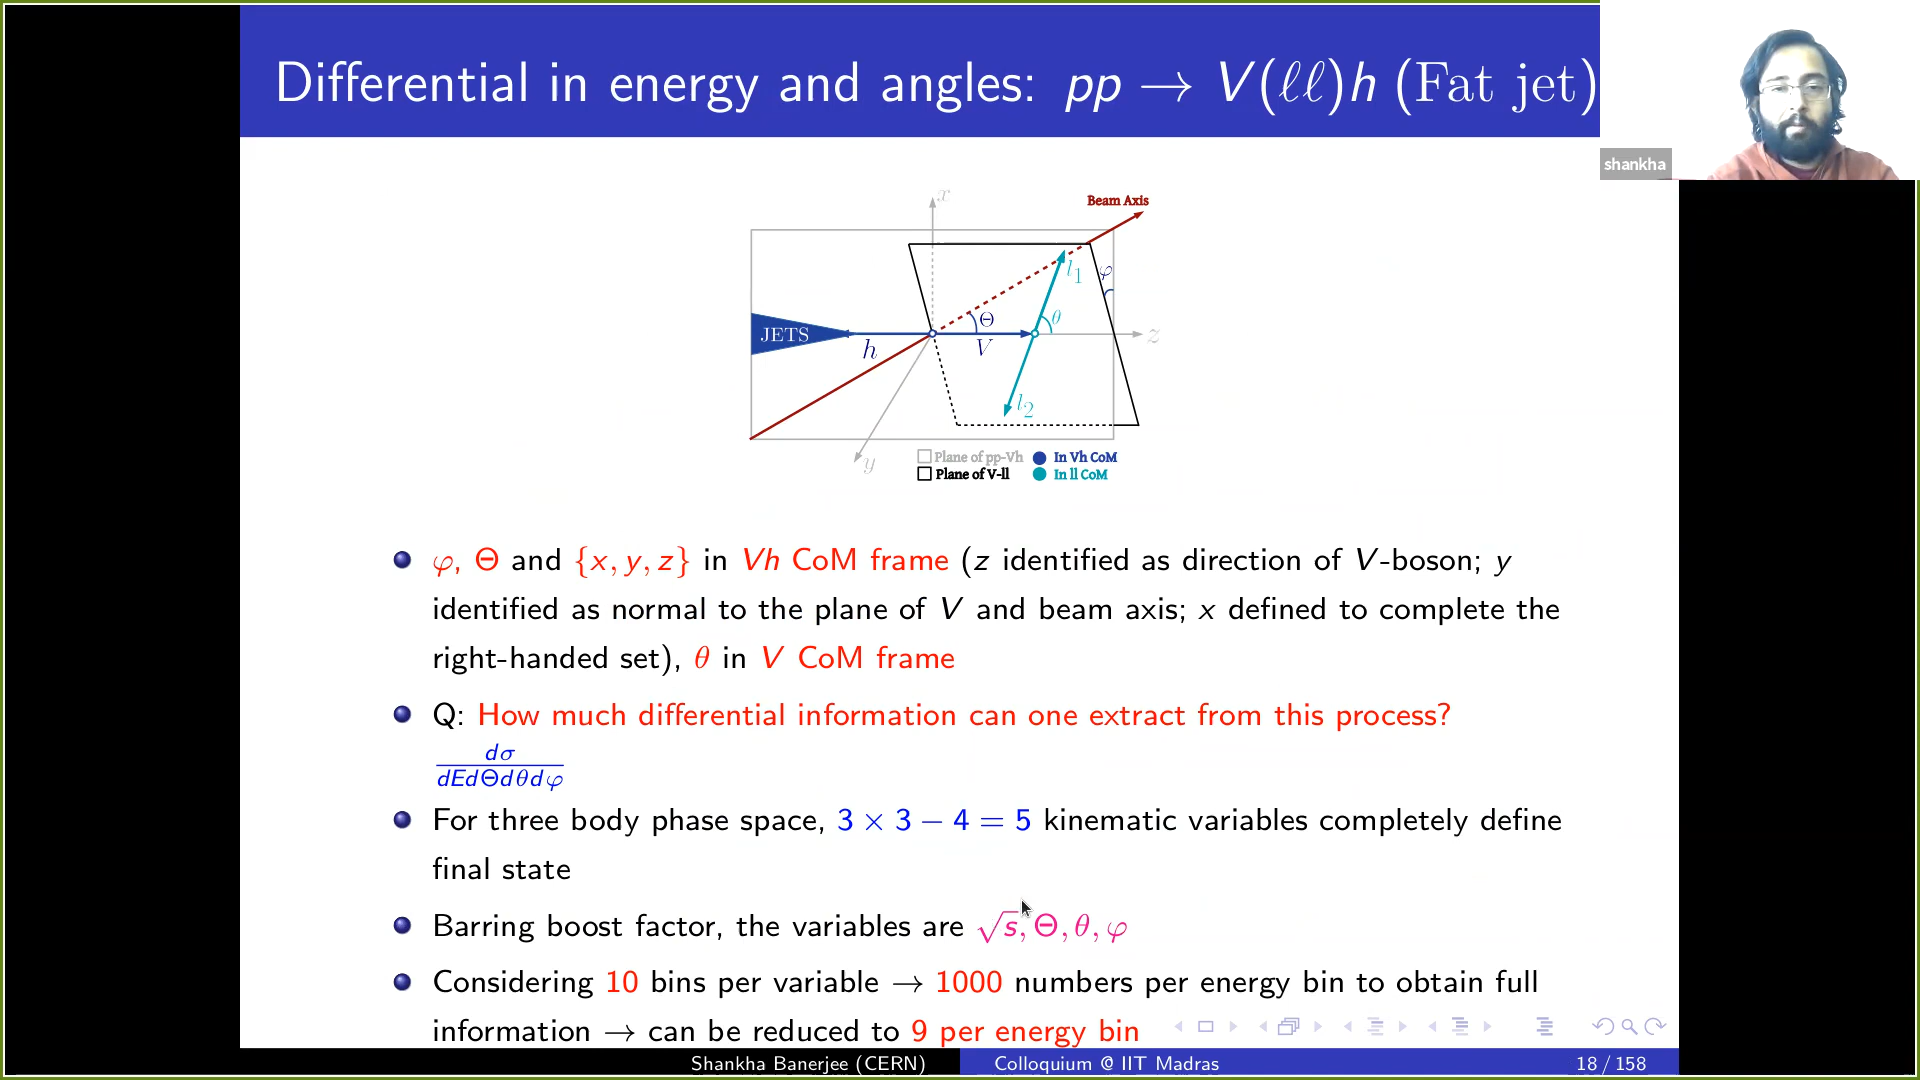 Differential in energy and angles: pp → V(ℓℓ)h (Fat jet)
shankha
x
Beam Axis
l1
φ
Θ
θ
JETS
h
V
z
l2
y
Plane of pp-Vh
In Vh CoM
Plane of V-ll
In ll CoM
φ, Θ and {x, y, z} in Vh CoM frame (z identified as direction of V-boson; y
identified as normal to the plane of V and beam axis; x defined to complete the
right-handed set), θ in V CoM frame
Q: How much differential information can one extract from this process?
dσ
dEdΘdθdφ
For three body phase space, 3 × 3 − 4 = 5 kinematic variables completely define
final state
Barring boost factor, the variables are √s, Θ, θ, φ
Considering 10 bins per variable → 1000 numbers per energy bin to obtain full
information → can be reduced to 9 per energy bin
Shankha Banerjee (CERN)
Colloquium @ IIT Madras
18 / 158